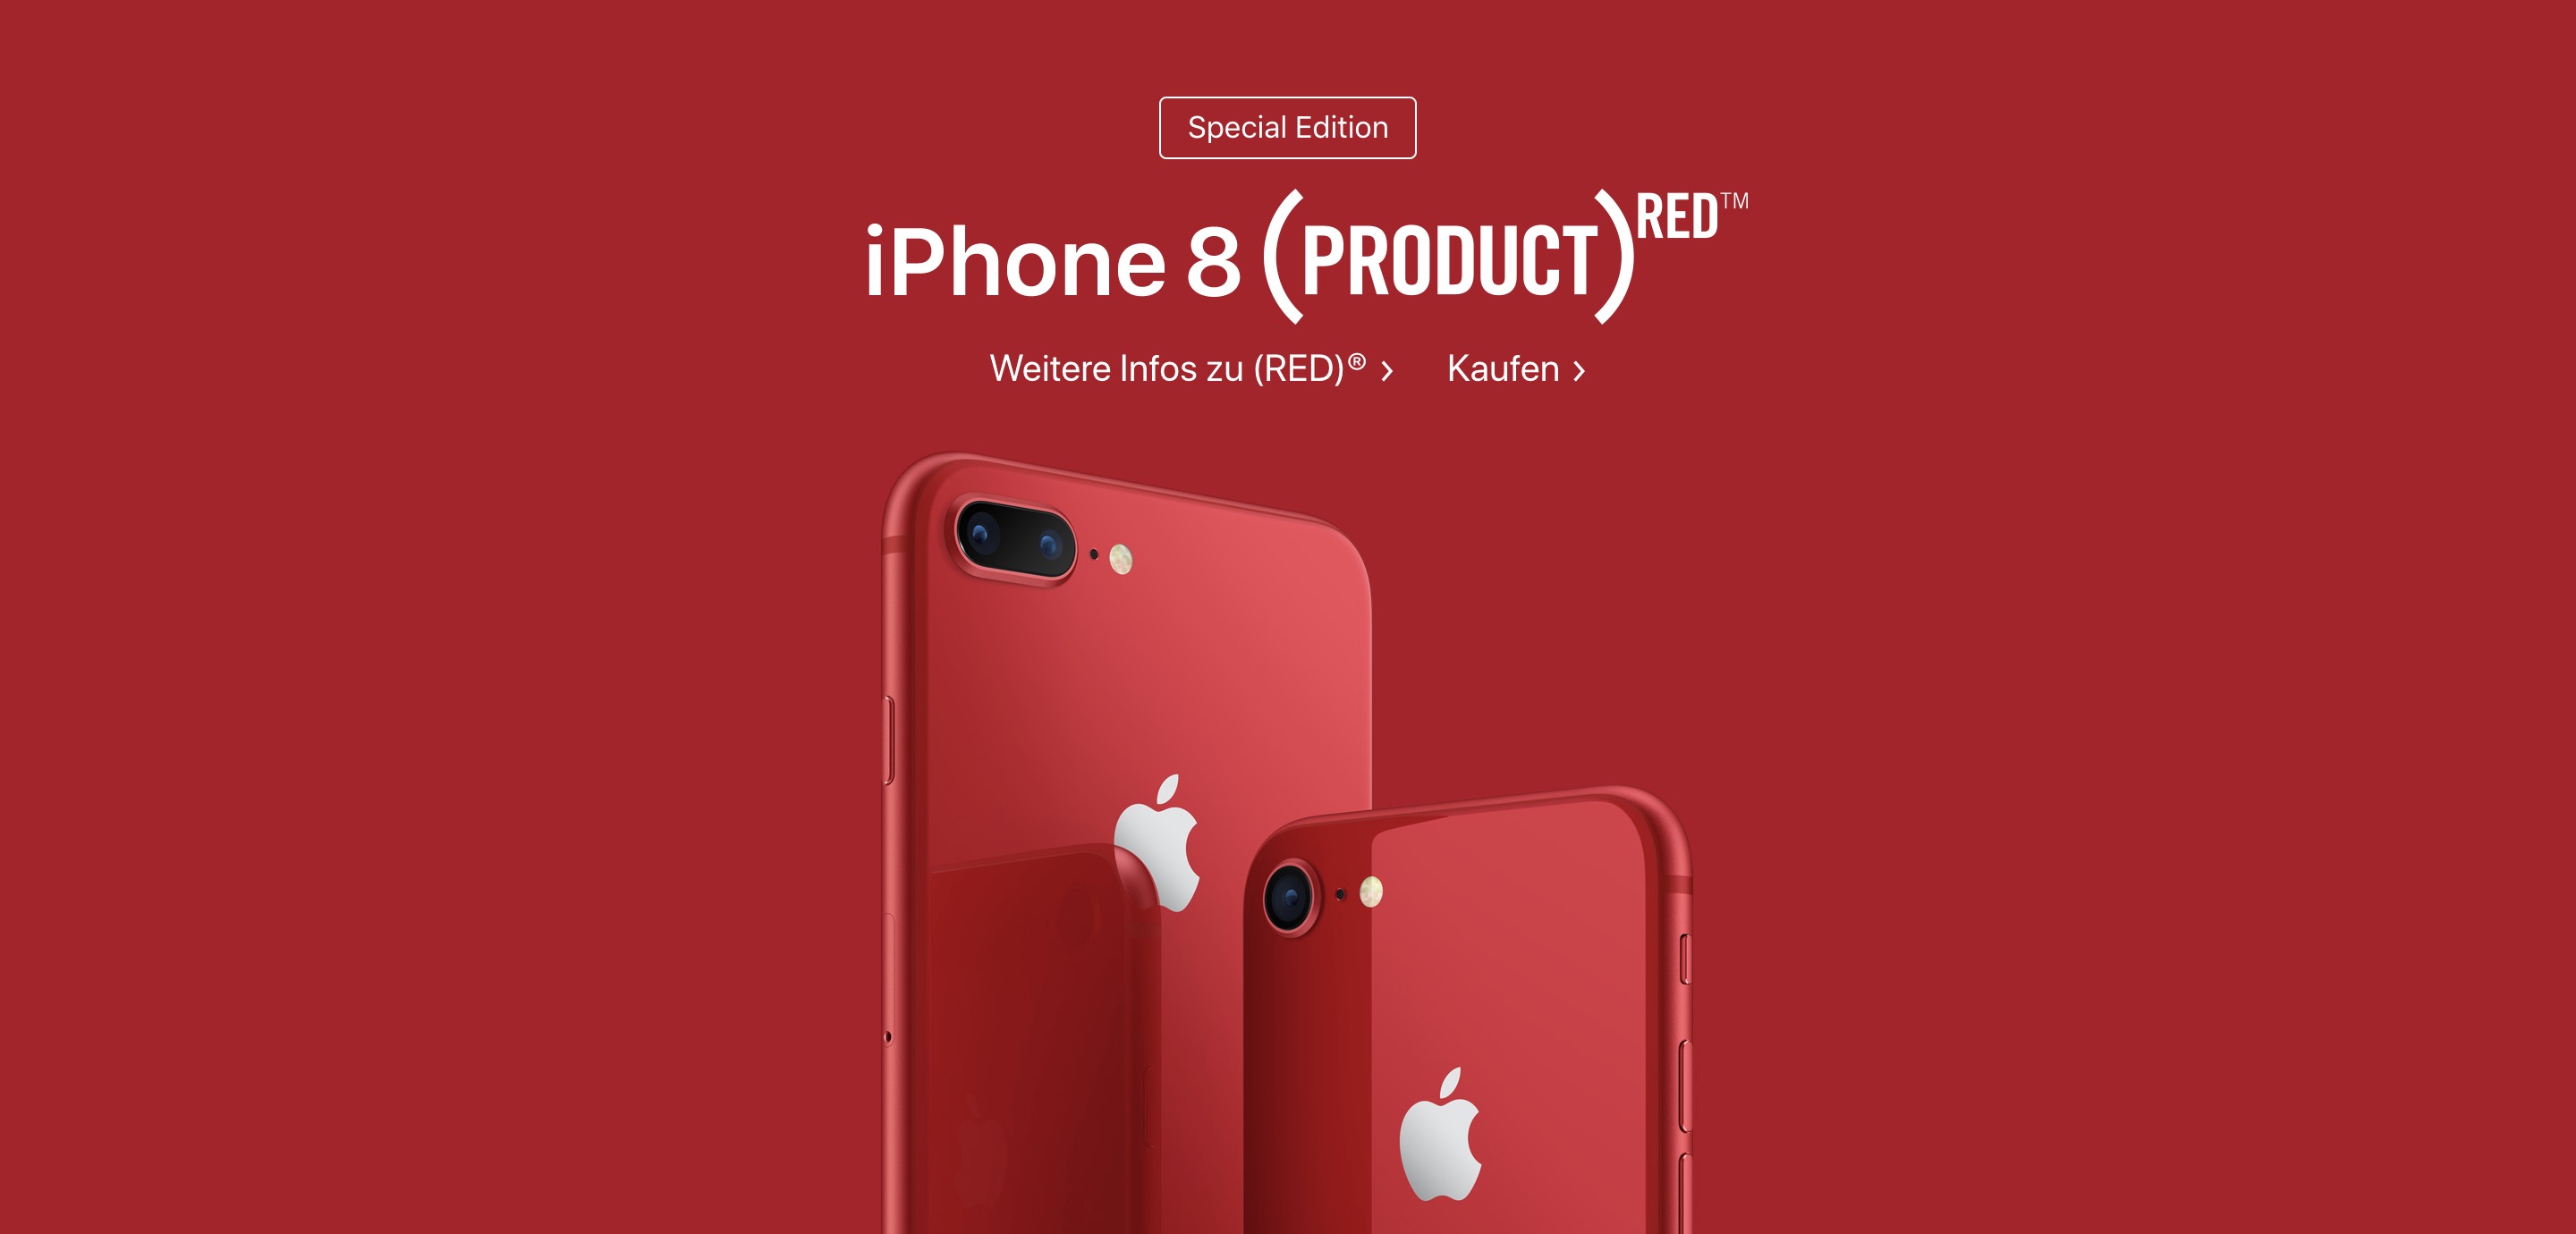 Special Edition
iPhone 8 (PRODUCT)RED™
Weitere Infos zu (RED)® › Kaufen ›